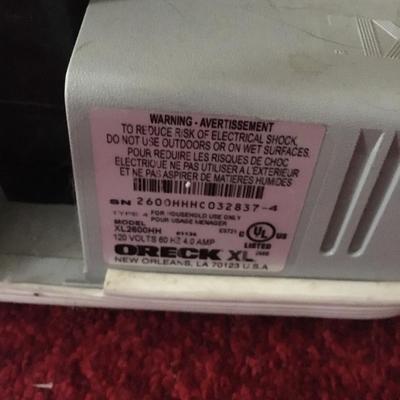 WARNING - AVERTISSEMENT
TO REDUCE RISK OF ELECTRICAL SHOCK
DO NOT USE OUTDOORS OR ON WET SURFACES.
POUR REDUIRE LES RISQUES DE CHOC
ELECTRIQUE NE PAS UTILISER A L'EXTERIEUR
ET NE PAS ASPIRER DE MATIERES HUMIDES
SN 2600HHHC032837-4
TYPE 4 FOR HOUSEHOLD USE ONLY
POUR USAGE MENAGER
MODEL
XL2600HH
120 VOLTS 60 HZ 4.0 AMP
C UL US
LISTED
ORECK XL
NEW ORLEANS, LA 70123 U.S.A